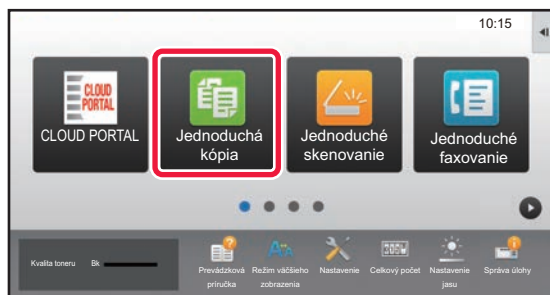 10:15
CLOUD
PORTAL
CLOUD PORTAL
Jednoduchá
kópia
Jednoduché
skenovanie
Jednoduché
faxovanie
Kvalita toneru Bk
Prevádzková
príručka
Režim väčšieho
zobrazenia
Nastavenie
Celkový počet
Nastavenie
jasu
Správa úlohy